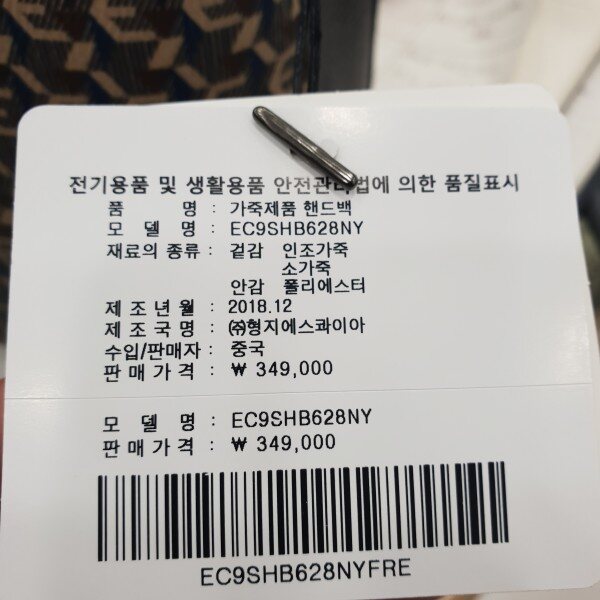 전기용품 및 생활용품 안전관리법에 의한 품질표시
품 명 : 가죽제품 핸드백
모 델 명 : EC9SHB628NY
재료의 종류 : 겉감 인조가죽
소가죽
안감 폴리에스터
제 조 년 월 : 2018.12
제 조 국 명 : ㈜형지에스콰이아
수입/판매자 : 중국
판 매 가 격 : ₩ 349,000
모 델 명 : EC9SHB628NY
판 매 가 격 : ₩ 349,000
EC9SHB628NYFRE